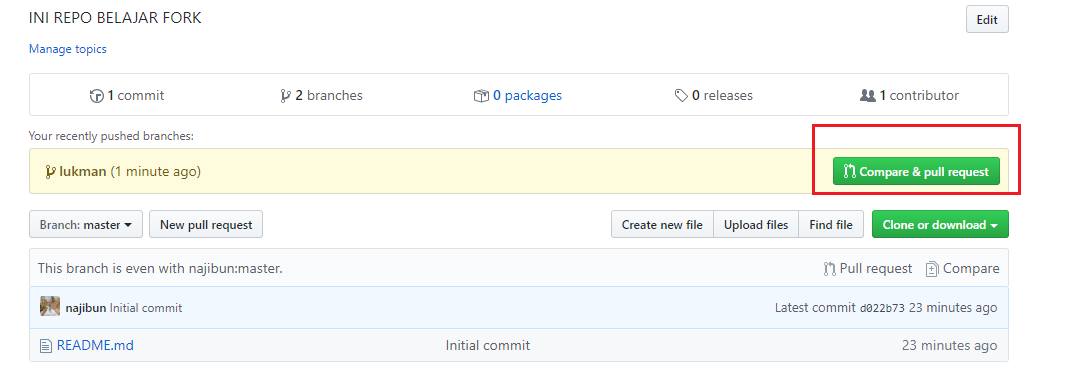 INI REPO BELAJAR FORK
Edit
Manage topics
1 commit
2 branches
0 packages
0 releases
1 contributor
Your recently pushed branches:
lukman (1 minute ago)
Compare & pull request
Branch: master
New pull request
Create new file
Upload files
Find file
Clone or download
This branch is even with najibun:master.
Pull request
Compare
najibun Initial commit
Latest commit d022b73 23 minutes ago
README.md
Initial commit
23 minutes ago